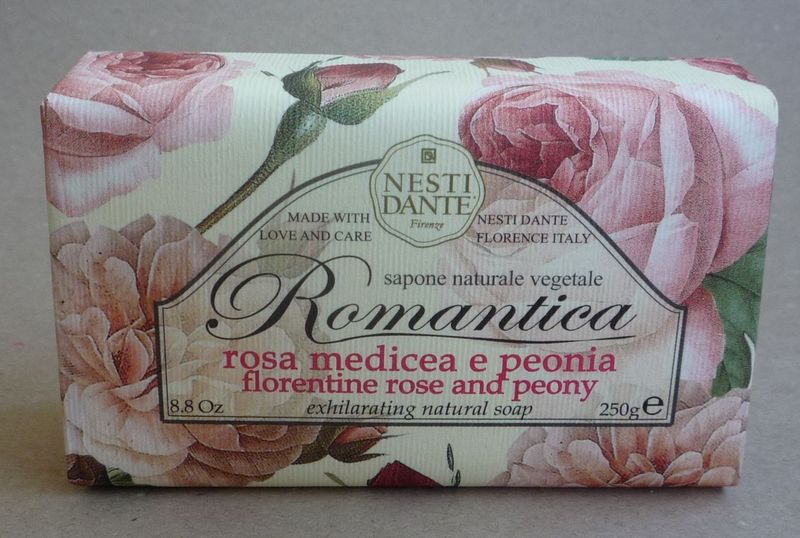 NESTI
DANTE
Firenze
MADE WITH
LOVE AND CARE
NESTI DANTE
FLORENCE ITALY
sapone naturale vegetale
Romantica
rosa medicea e peonia
florentine rose and peony
8.8 Oz
exhilarating natural soap
250g e